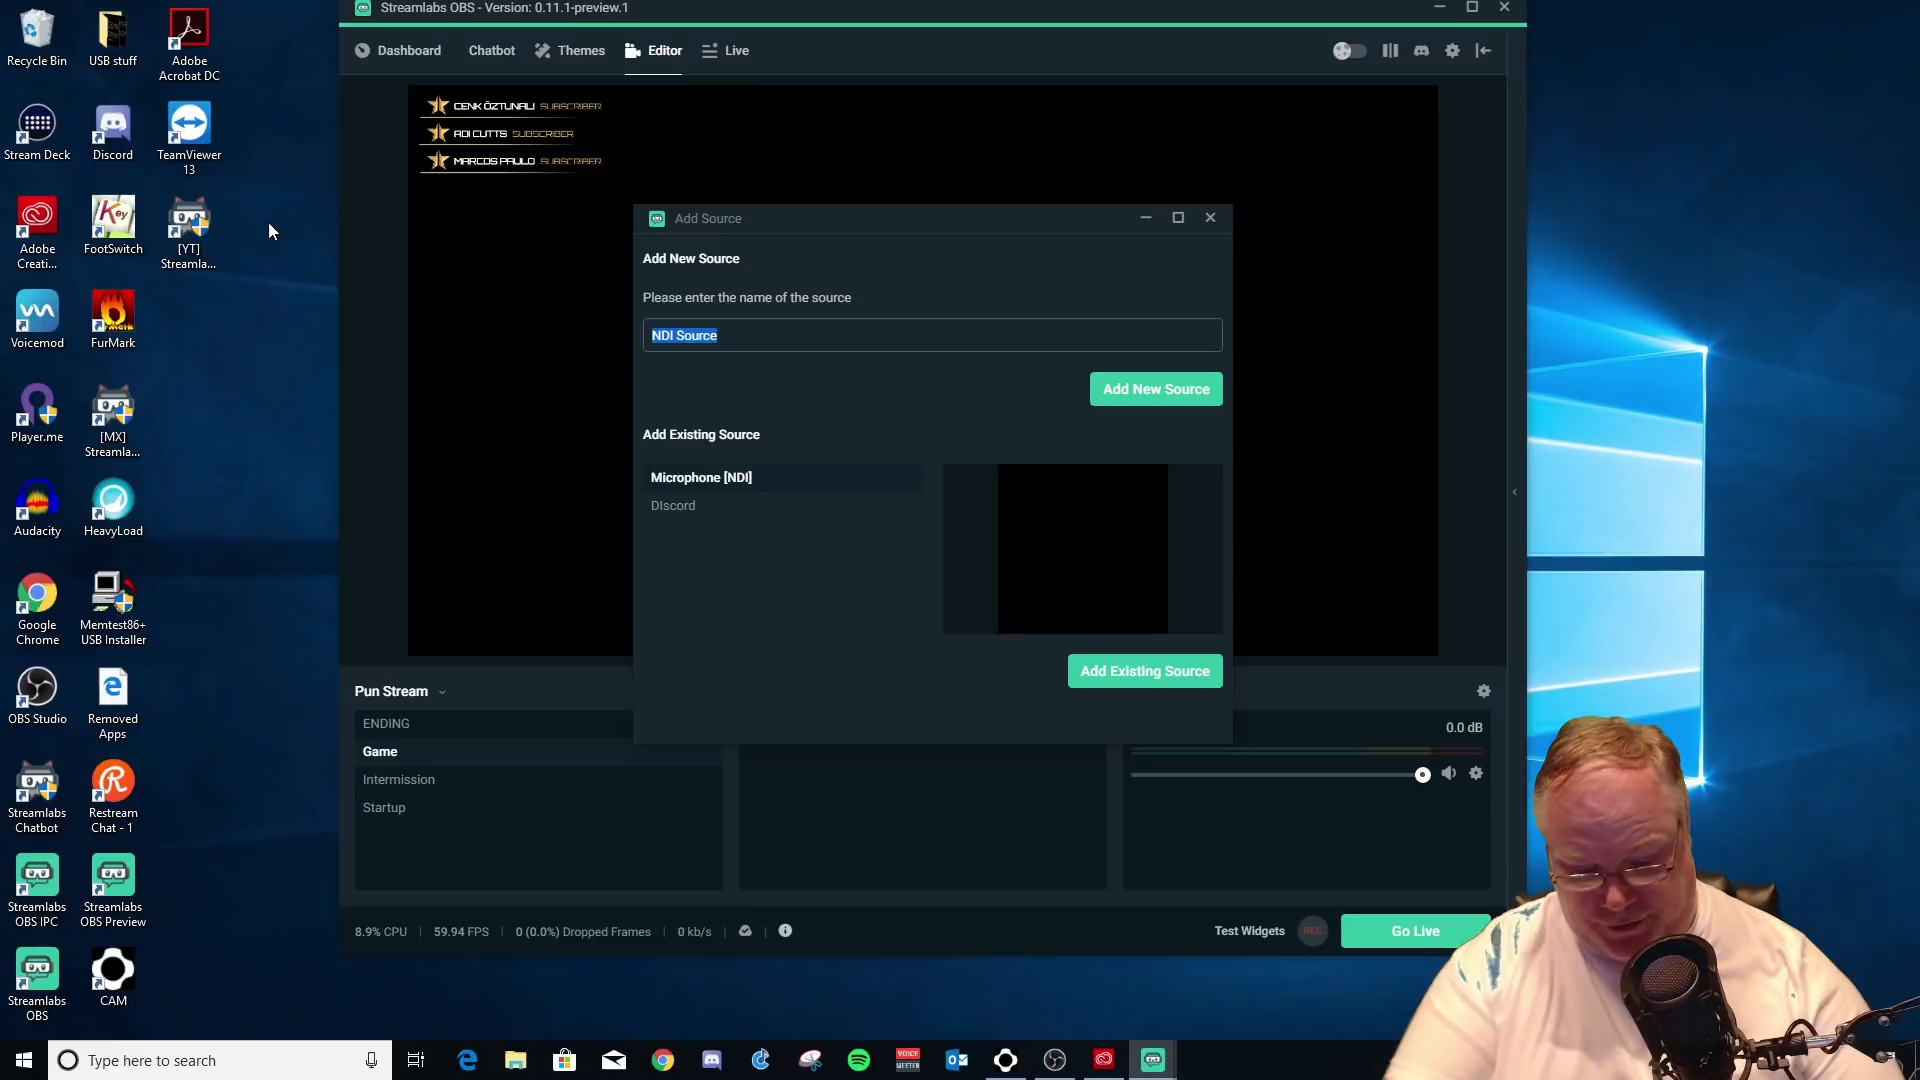 Recycle Bin
USB stuff
Adobe
Acrobat DC
Stream Deck
Discord
TeamViewer
13
Adobe
Creati...
FootSwitch
[YT]
Streamla...
Voicemod
FurMark
Player.me
[MX]
Streamla...
Audacity
HeavyLoad
Google
Chrome
Memtest86+
USB Installer
OBS Studio
Removed
Apps
Streamlabs
Chatbot
Restream
Chat - 1
Streamlabs
OBS IPC
Streamlabs
OBS Preview
Streamlabs
OBS
CAM
Streamlabs OBS - Version: 0.11.1-preview.1
Dashboard
Chatbot
Themes
Editor
Live
CENK ÖZTUNALI SUBSCRIBER
ADI CUTTS SUBSCRIBER
MARCOS PAULO SUBSCRIBER
Add Source
Add New Source
Please enter the name of the source
NDI Source
Add New Source
Add Existing Source
Microphone [NDI]
DIscord
Add Existing Source
Pun Stream
ENDING
Game
Intermission
Startup
0.0 dB
8.9% CPU
59.94 FPS
0 (0.0%) Dropped Frames
0 kb/s
Test Widgets
REC
Go Live
Type here to search
VOICE
MEETER
Key